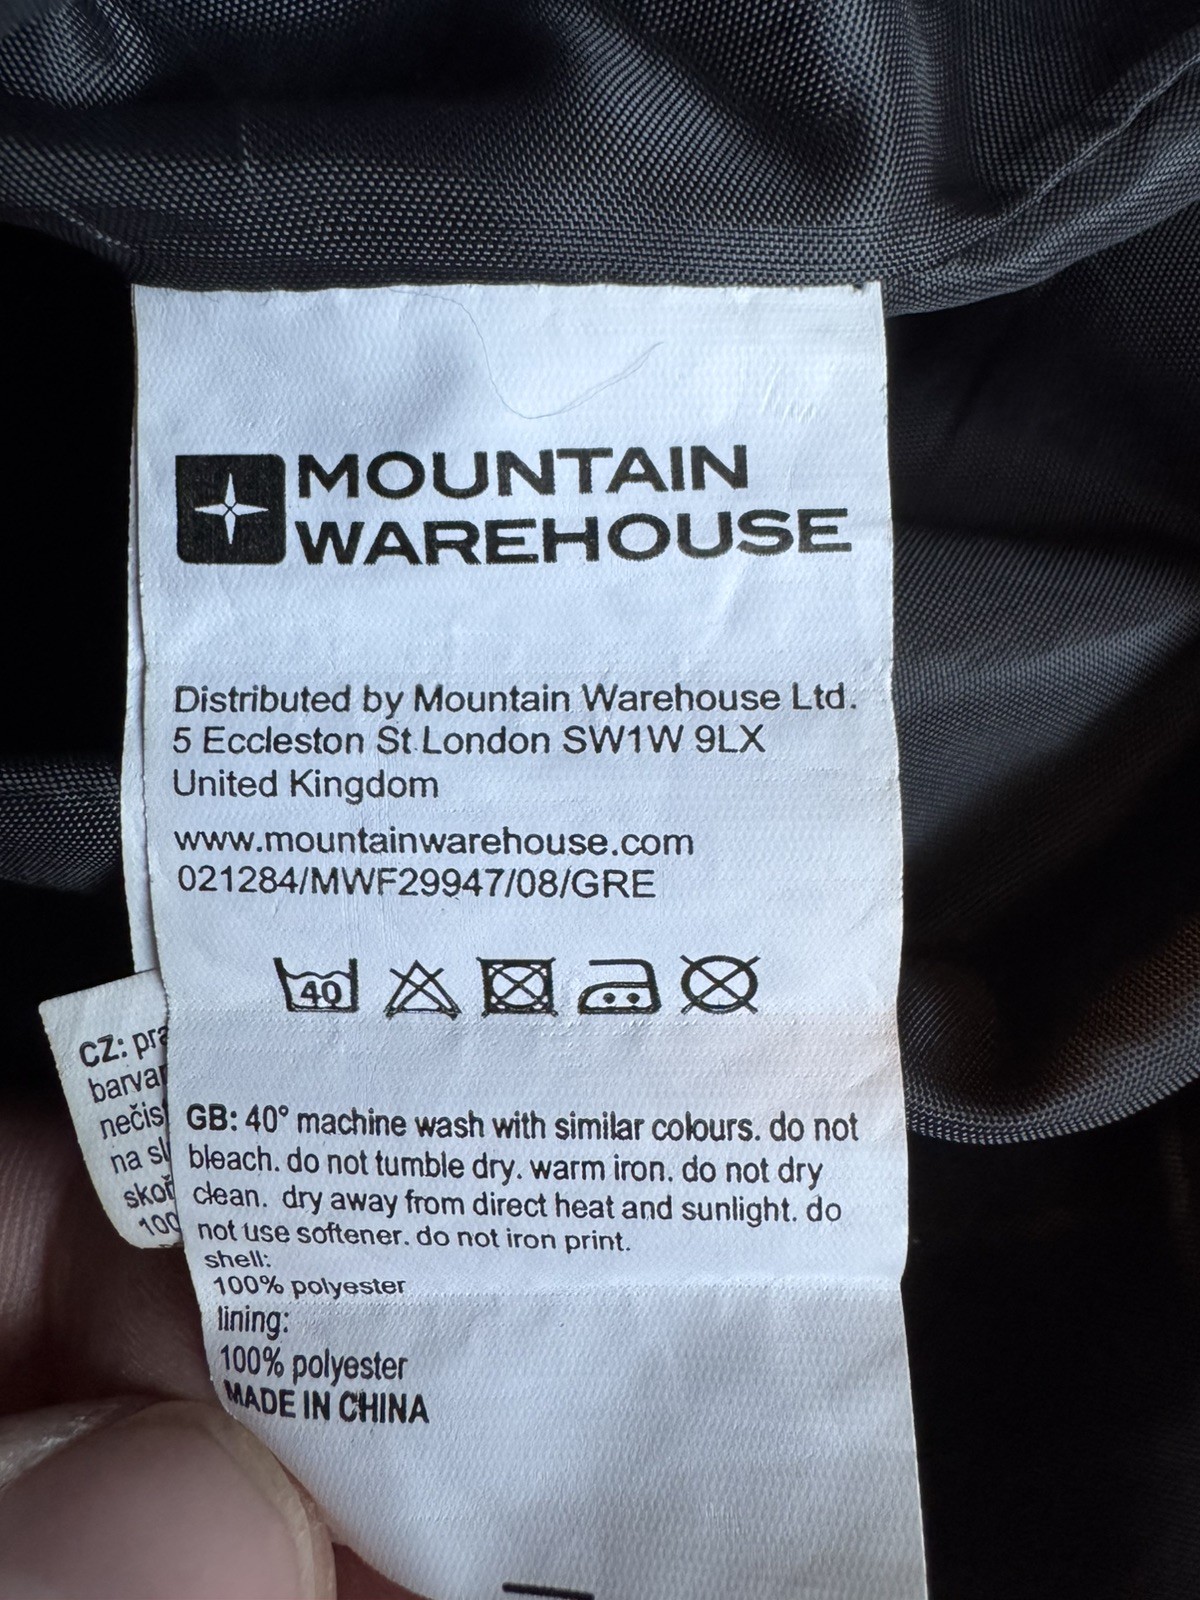 MOUNTAIN
WAREHOUSE
Distributed by Mountain Warehouse Ltd.
5 Eccleston St.London SW1W 9LX
United Kingdom
www.mountainwarehouse.com
021284/MWF29947/08/GRE
40
GB: 40° machine wash with similar colours. do not
bleach. do not tumble dry. warm iron. do not dry
clean. dry away from direct heat and sunlight. do
not use softener. do not iron print.
shell:
100% polyester
lining:
100% polyester
MADE IN CHINA
CZ:
na
100